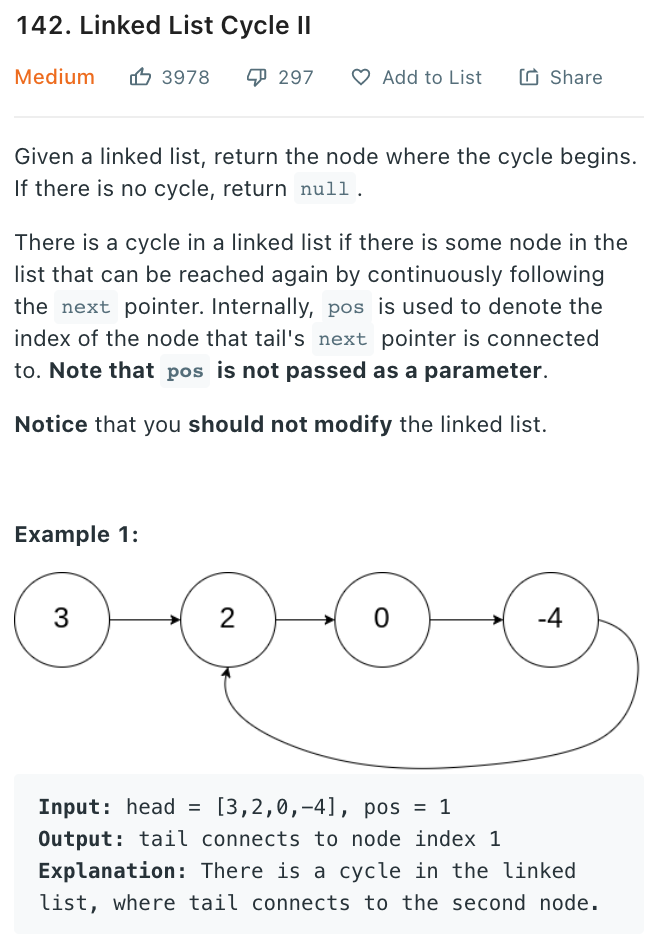 142. Linked List Cycle II
Medium 3978 297 Add to List Share
Given a linked list, return the node where the cycle begins.
If there is no cycle, return null.
There is a cycle in a linked list if there is some node in the
list that can be reached again by continuously following
the next pointer. Internally, pos is used to denote the
index of the node that tail's next pointer is connected
to. Note that pos is not passed as a parameter.
Notice that you should not modify the linked list.
Example 1:
3 2 0 -4
Input: head = [3,2,0,-4], pos = 1
Output: tail connects to node index 1
Explanation: There is a cycle in the linked
list, where tail connects to the second node.